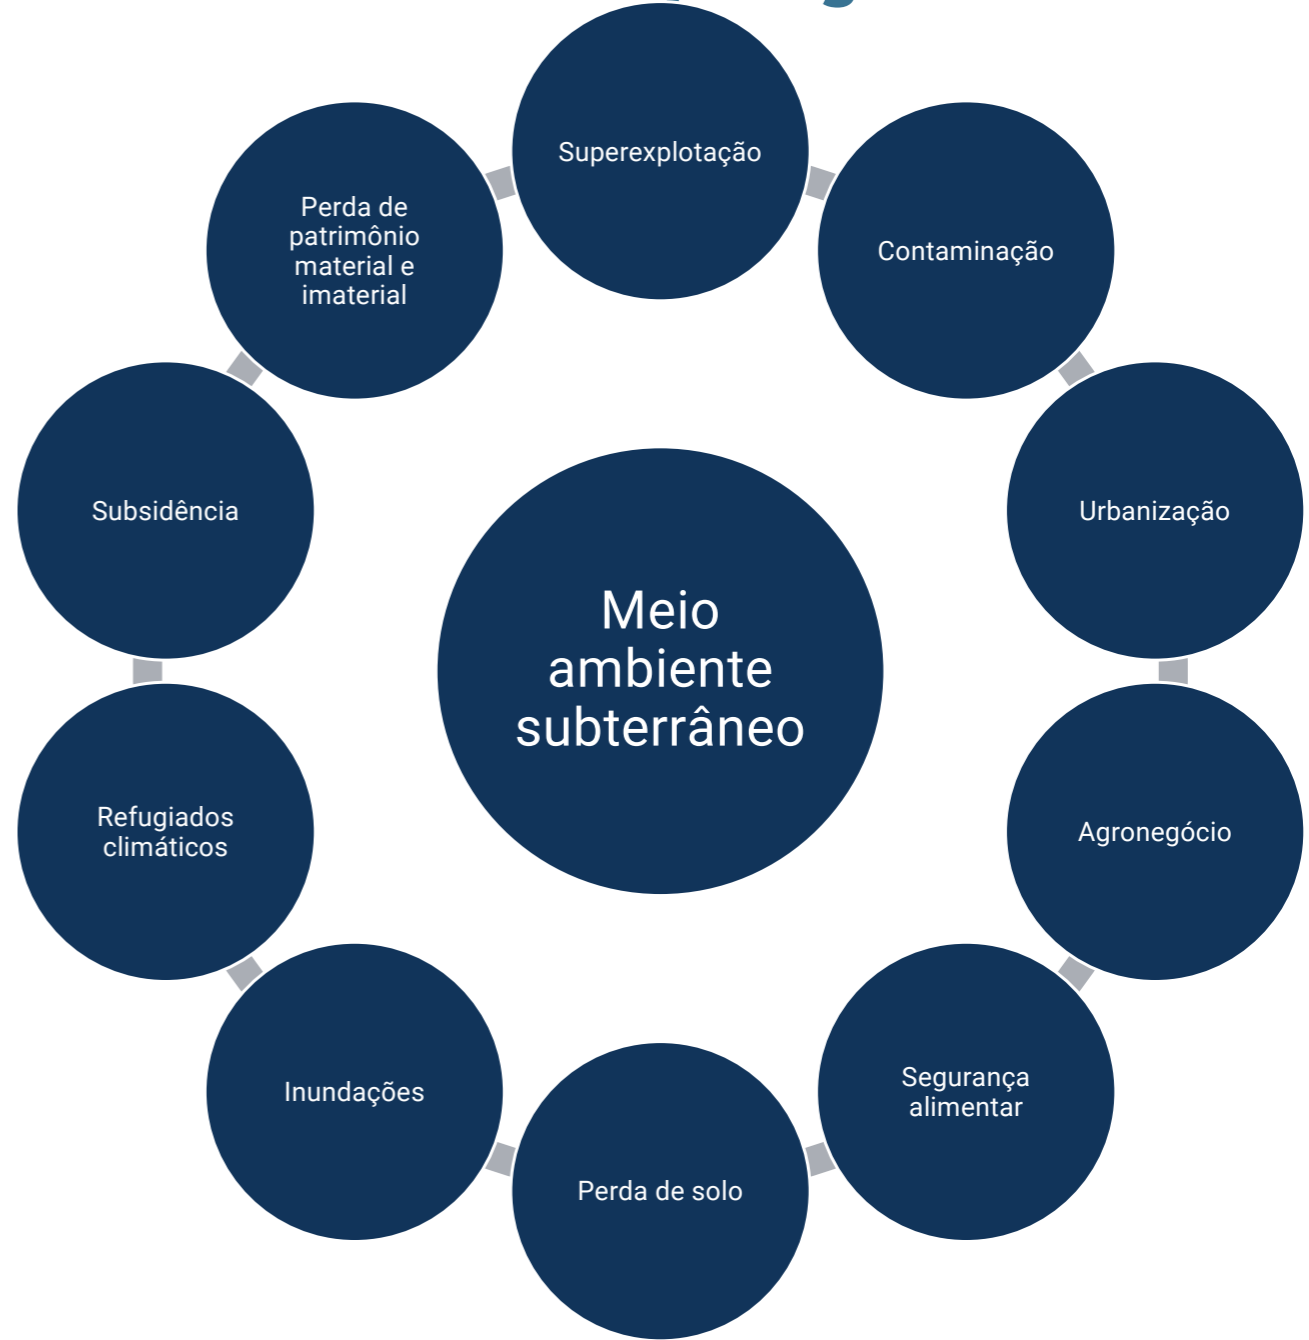 Superexplotação
Contaminação
Urbanização
Agronegócio
Segurança
alimentar
Perda de solo
Inundações
Refugiados
climáticos
Subsidência
Perda de
patrimônio
material e
imaterial
Meio
ambiente
subterrâneo